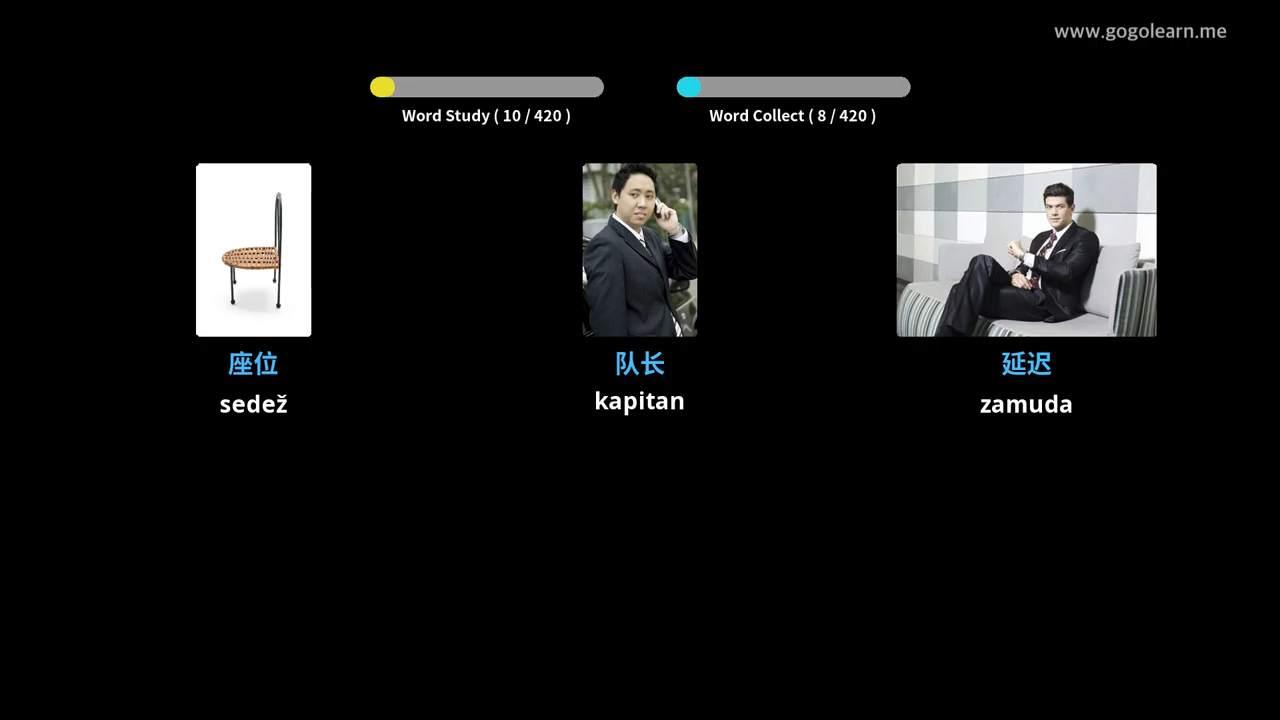 www.gogolearn.me
Word Study ( 10 / 420 )
Word Collect ( 8 / 420 )
座位
队长
延迟
sedež
kapitan
zamuda